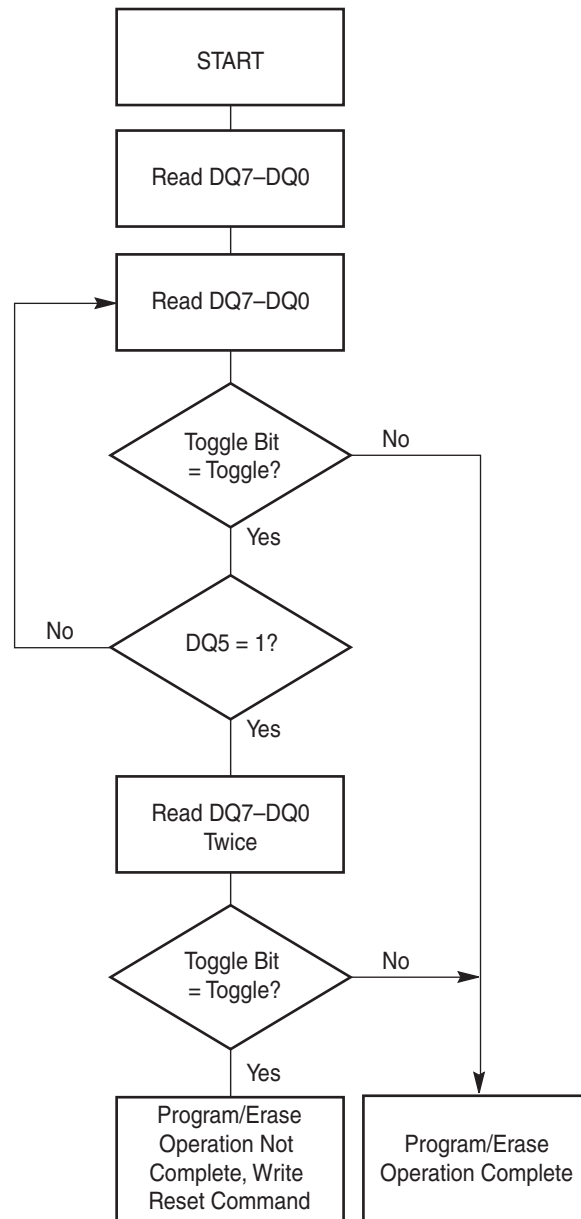 START
Read DQ7–DQ0
Read DQ7–DQ0
Toggle Bit
= Toggle?
No
Yes
No
DQ5 = 1?
Yes
Read DQ7–DQ0
Twice
Toggle Bit
= Toggle?
No
Yes
Program/Erase
Operation Not
Complete, Write
Reset Command
Program/Erase
Operation Complete